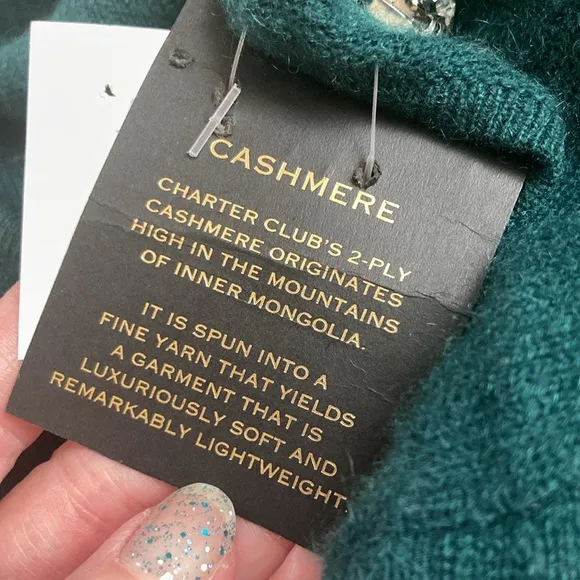 CASHMERE
CHARTER CLUB'S 2-PLY
CASHMERE ORIGINATES
HIGH IN THE MOUNTAINS
OF INNER MONGOLIA.
IT IS SPUN INTO A
FINE YARN THAT YIELDS
A GARMENT THAT IS
LUXURIOUSLY SOFT AND
REMARKABLY LIGHTWEIGHT.